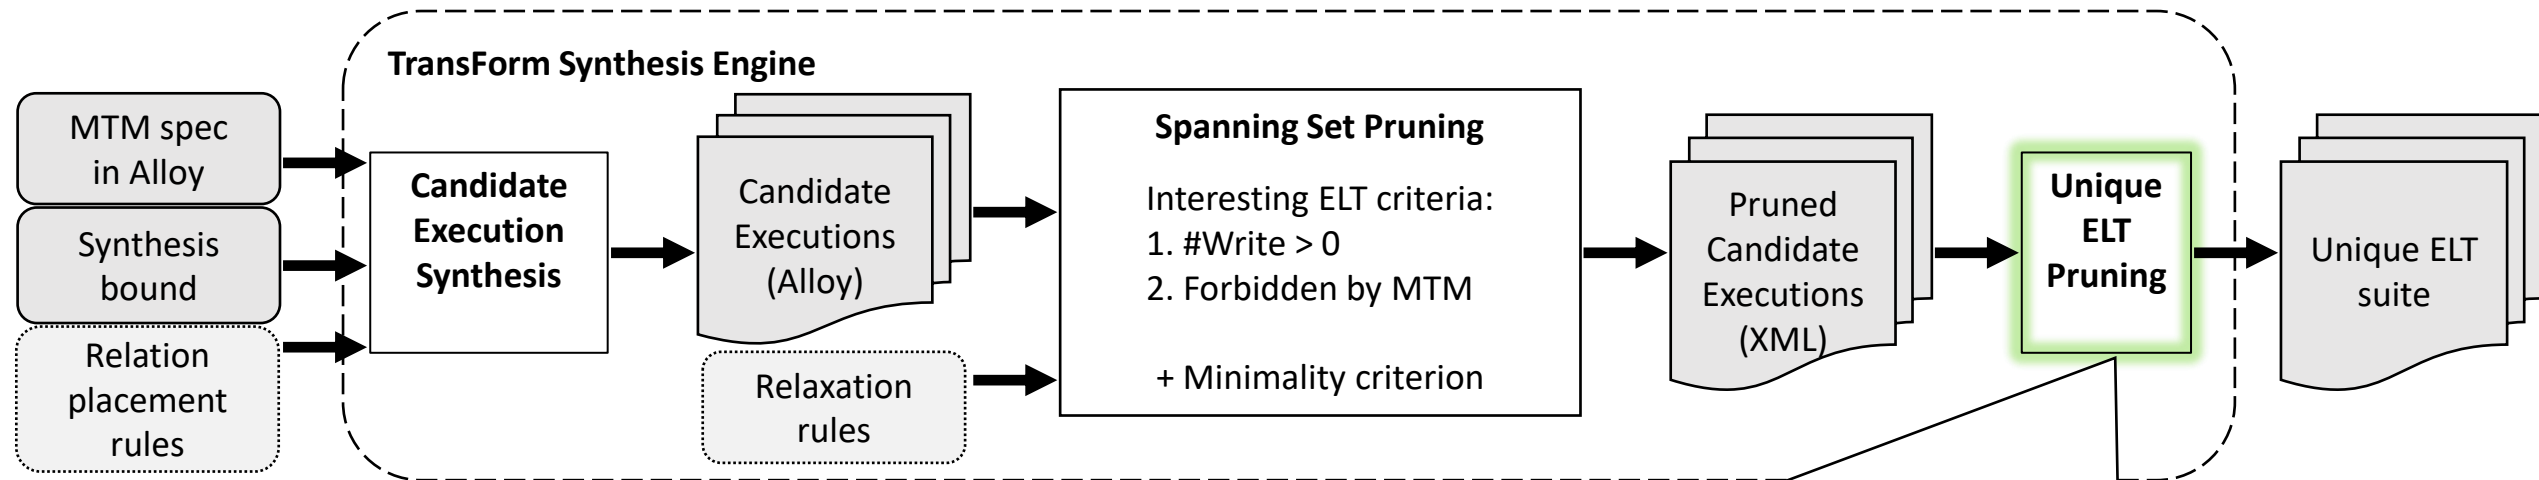 TransForm Synthesis Engine
MTM spec
in Alloy
Synthesis
bound
Relation
placement
rules
Candidate
Execution
Synthesis
Candidate
Executions
(Alloy)
Relaxation
rules
Spanning Set Pruning
Interesting ELT criteria:
1. #Write > 0
2. Forbidden by MTM
+ Minimality criterion
Pruned
Candidate
Executions
(XML)
Unique
ELT
Pruning
Unique ELT
suite